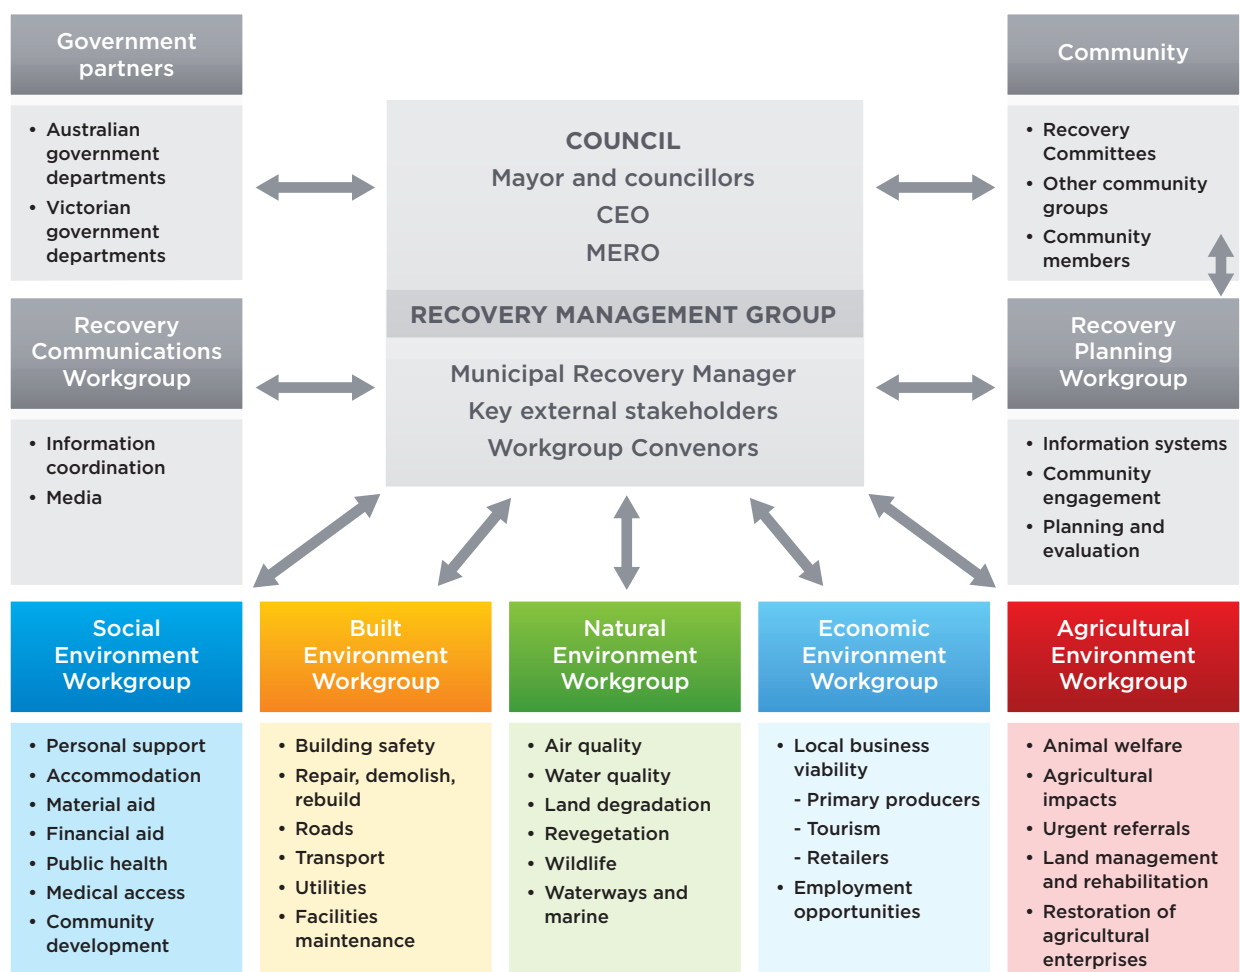 Government
partners
• Australian
government
departments
• Victorian
government
departments
COUNCIL
Mayor and councillors
CEO
MERO
RECOVERY MANAGEMENT GROUP
Municipal Recovery Manager
Key external stakeholders
Workgroup Convenors
Community
• Recovery
Committees
• Other community
groups
• Community
members
Recovery
Communications
Workgroup
• Information
coordination
• Media
Recovery
Planning
Workgroup
• Information systems
• Community
engagement
• Planning and
evaluation
Social
Environment
Workgroup
• Personal support
• Accommodation
• Material aid
• Financial aid
• Public health
• Medical access
• Community
development
Built
Environment
Workgroup
• Building safety
• Repair, demolish,
rebuild
• Roads
• Transport
• Utilities
• Facilities
maintenance
Natural
Environment
Workgroup
• Air quality
• Water quality
• Land degradation
• Revegetation
• Wildlife
• Waterways and
marine
Economic
Environment
Workgroup
• Local business
viability
- Primary producers
- Tourism
- Retailers
• Employment
opportunities
Agricultural
Environment
Workgroup
• Animal welfare
• Agricultural
impacts
• Urgent referrals
• Land management
and rehabilitation
• Restoration of
agricultural
enterprises